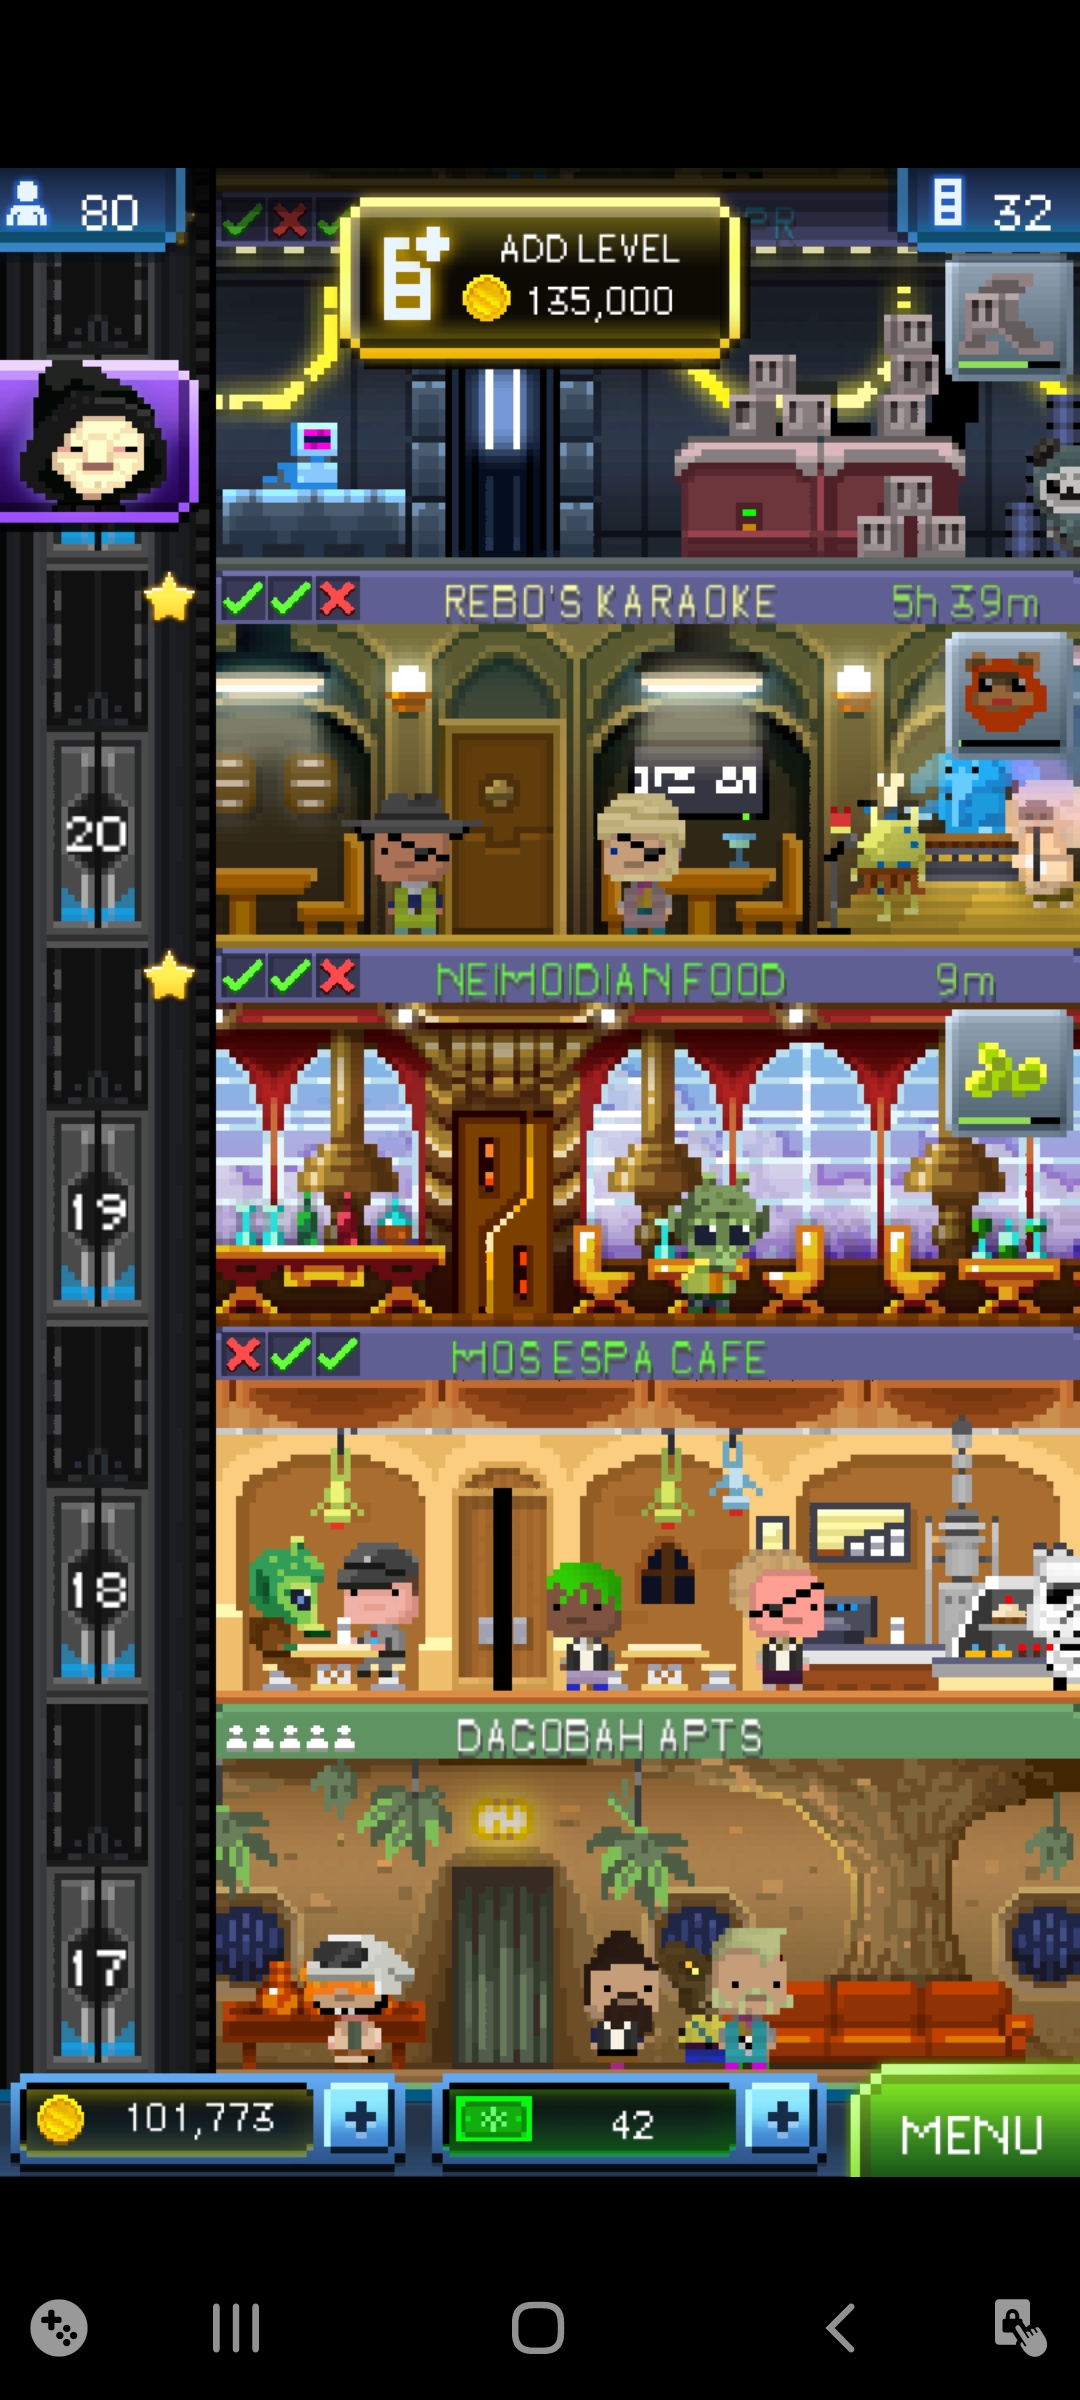 80
32
PR
ADD LEVEL
135,000
REBO'S KARAOKE
5h 39m
20
NEIMOIDIAN FOOD
9m
19
MOS ESPA CAFE
18
DAGOBAH APTS
17
101,773
42
MENU